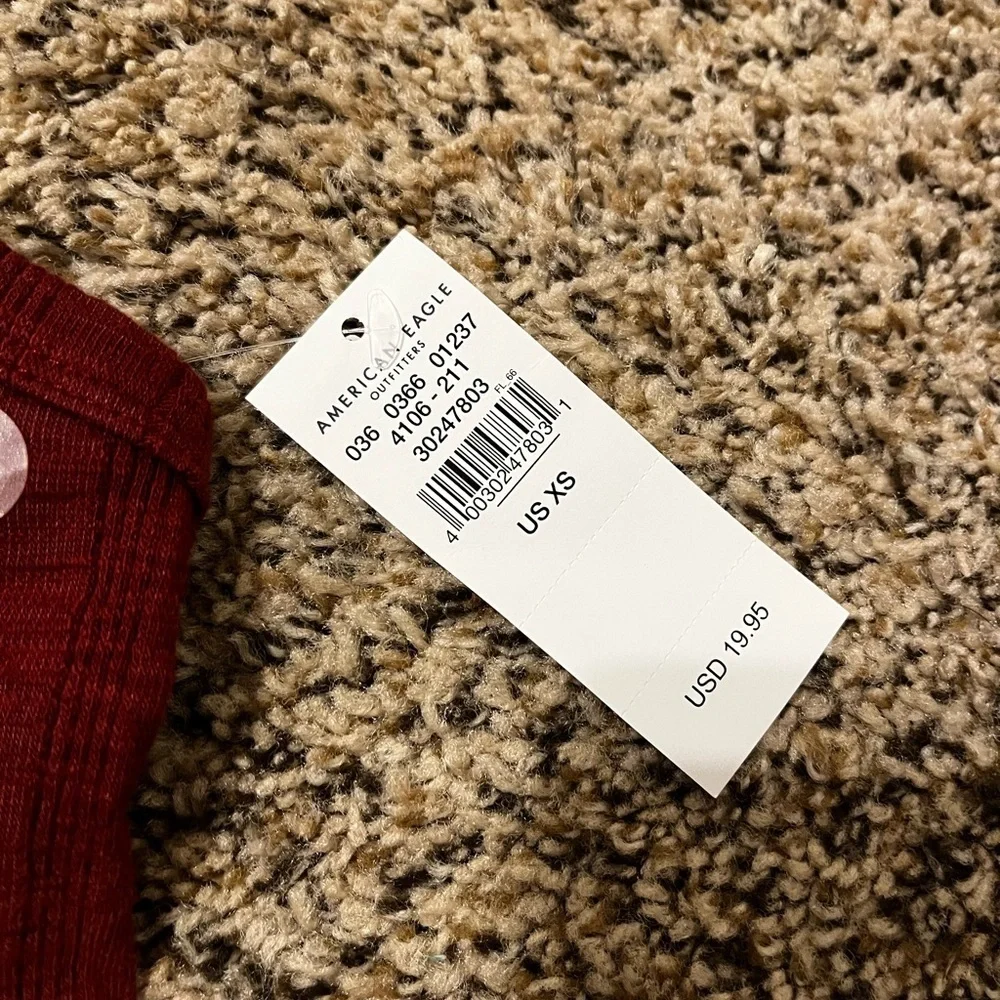 AMERICAN EAGLE
OUTFITTERS
036 0366 01237
4106 - 211
30247803 FL 66
4 00302 47803 1
US XS
USD 19.95